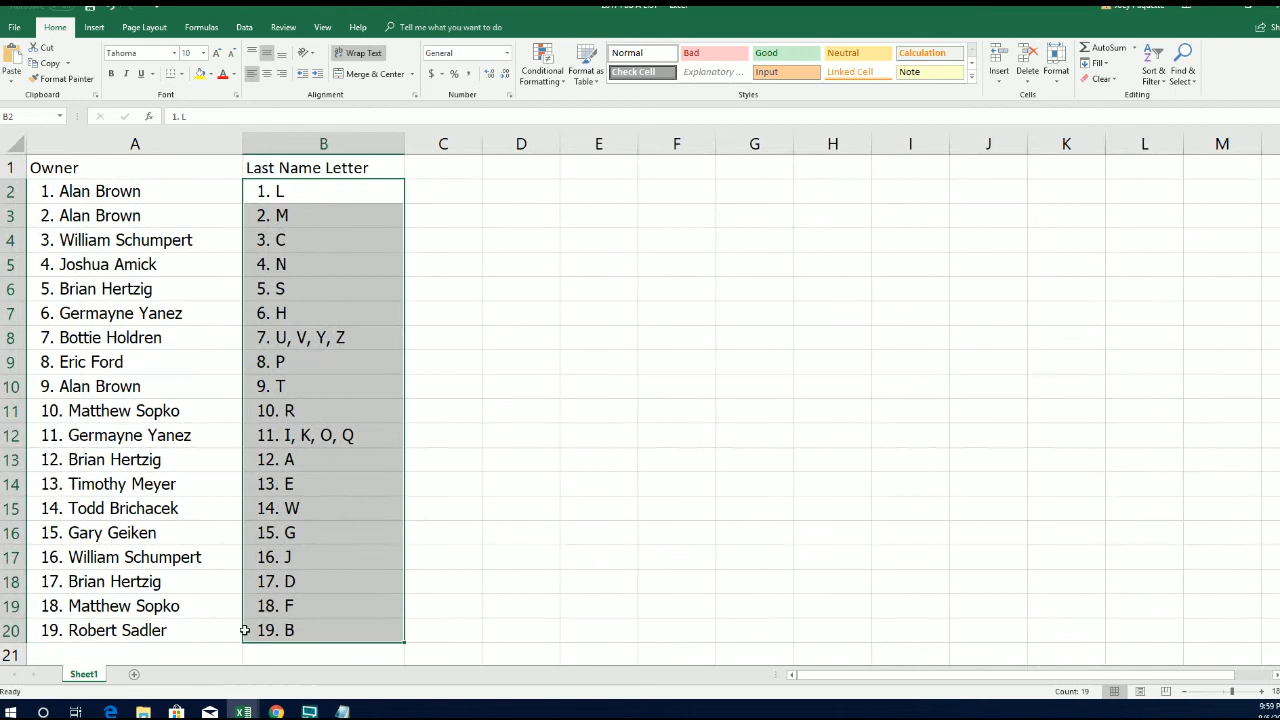 File Home Insert Page Layout Formulas Data Review View Help Tell me what you want to do
Cut
Copy
Format Painter
Paste
Clipboard
Tahoma 10
B I U
Font
Wrap Text
Merge & Center
Alignment
General
$ % ,
Number
Conditional Formatting
Format as Table
Normal Bad Good Neutral Calculation
Check Cell Explanatory ... Input Linked Cell Note
Styles
Insert Delete Format
Cells
AutoSum
Fill
Clear
Sort & Filter
Find & Select
Editing
B2 fx 1. L
A B C D E F G H I J K L M
1 Owner Last Name Letter
2 1. Alan Brown 1. L
3 2. Alan Brown 2. M
4 3. William Schumpert 3. C
5 4. Joshua Amick 4. N
6 5. Brian Hertzig 5. S
7 6. Germayne Yanez 6. H
8 7. Bottie Holdren 7. U, V, Y, Z
9 8. Eric Ford 8. P
10 9. Alan Brown 9. T
11 10. Matthew Sopko 10. R
12 11. Germayne Yanez 11. I, K, O, Q
13 12. Brian Hertzig 12. A
14 13. Timothy Meyer 13. E
15 14. Todd Brichacek 14. W
16 15. Gary Geiken 15. G
17 16. William Schumpert 16. J
18 17. Brian Hertzig 17. D
19 18. Matthew Sopko 18. F
20 19. Robert Sadler 19. B
21
Sheet1
Ready Count: 19
9:59 P